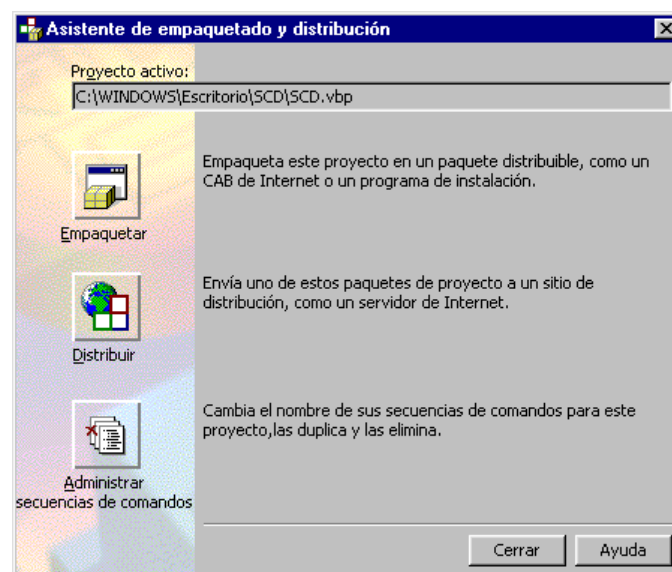 Asistente de empaquetado y distribución
Proyecto activo:
C:\WINDOWS\Escritorio\SCD\SCD.vbp
Empaquetar
Empaqueta este proyecto en un paquete distribuible, como un
CAB de Internet o un programa de instalación.
Distribuir
Envía uno de estos paquetes de proyecto a un sitio de
distribución, como un servidor de Internet.
Administrar
secuencias de comandos
Cambia el nombre de sus secuencias de comandos para este
proyecto,las duplica y las elimina.
Cerrar
Ayuda